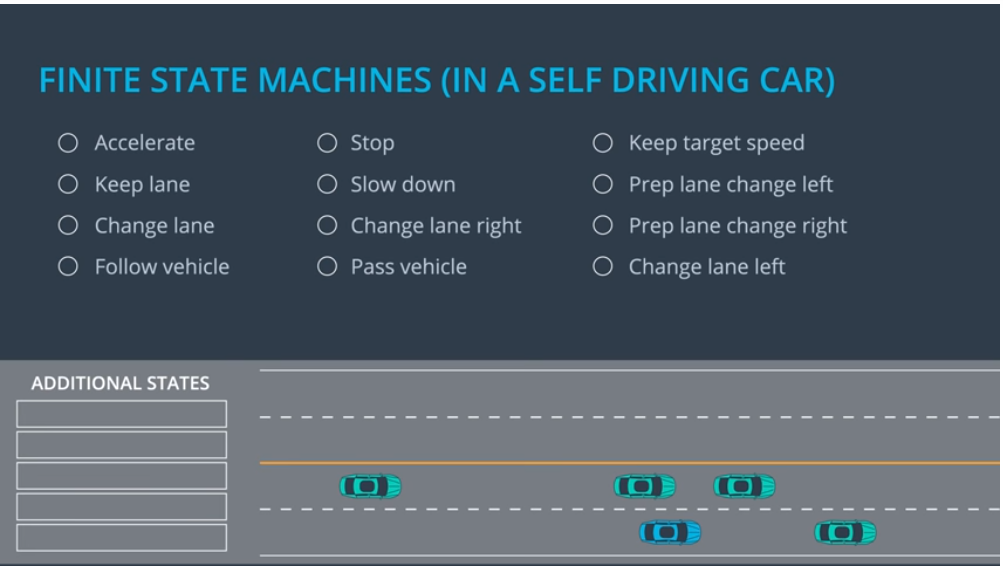 FINITE STATE MACHINES (IN A SELF DRIVING CAR)
Accelerate
Keep lane
Change lane
Follow vehicle
Stop
Slow down
Change lane right
Pass vehicle
Keep target speed
Prep lane change left
Prep lane change right
Change lane left
ADDITIONAL STATES